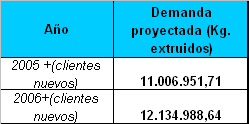 Año
Demanda
proyectada (Kg.
extruidos)
2005 +(clientes
nuevos)
11.006.951,71
2006+(clientes
nuevos)
12.134.988,64